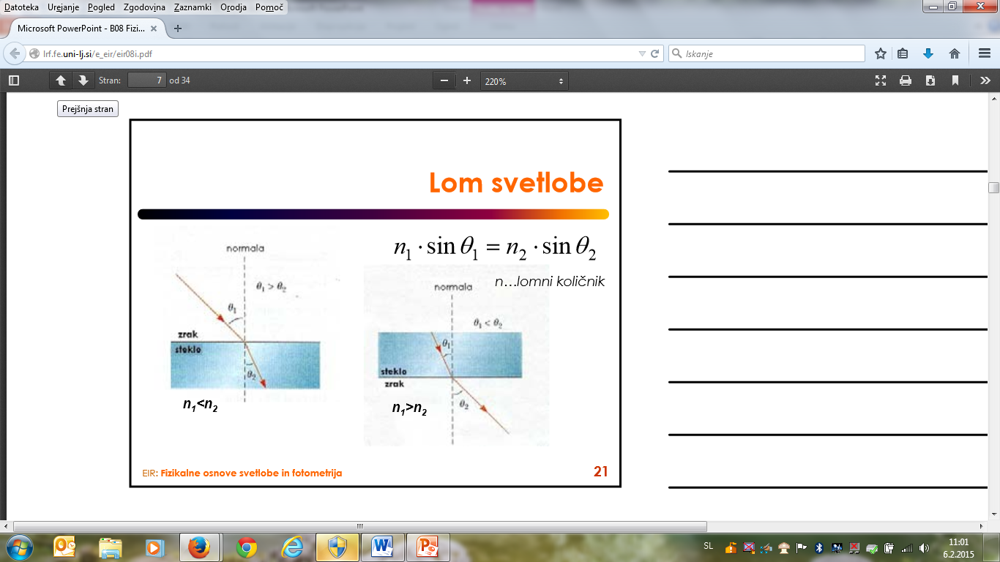 Datoteka Urejanje Pogled Zgodovina Zaznamki Orodja Pomoč
Microsoft PowerPoint - B08 Fizi...
lrf.fe.uni-lj.si/e_eir/eir08i.pdf
Iskanje
Stran: 7 od 34
220%
Prejšnja stran
Lom svetlobe
n₁ · sin θ₁ = n₂ · sin θ₂
n...lomni količnik
normala
θ₁ > θ₂
θ₁
zrak
steklo
θ₂
n₁<n₂
normala
θ₁ < θ₂
θ₁
steklo
zrak
θ₂
n₁>n₂
EIR: Fizikalne osnove svetlobe in fotometrija
21
SL
11:01
6.2.2015